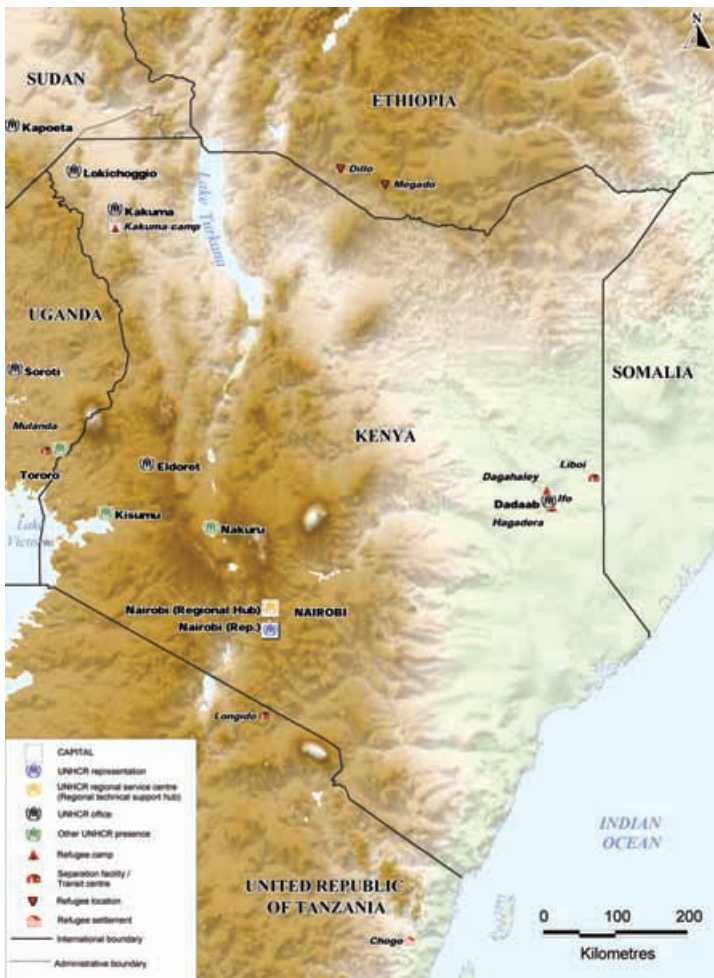 N
SUDAN
ETHIOPIA
Kapoeta
Lokichoggio
Dillo
Megado
Lake Turkana
Kakuma
Kakuma camp
UGANDA
SOMALIA
Soroti
KENYA
Mulanda
Eldoret
Liboi
Dagahaley
Tororo
Dadaab
Ifo
Kisumu
Hagadera
Lake
Victoria
Nakuru
Nairobi (Regional Hub)
NAIROBI
Nairobi (Rep.)
Longido
CAPITAL
UNHCR representation
UNHCR regional service centre
(Regional technical support hub)
UNHCR office
Other UNHCR presence
Refugee camp
Separation facility /
Transit centre
Refugee location
Refugee settlement
International boundary
Administrative boundary
INDIAN
OCEAN
UNITED REPUBLIC
OF TANZANIA
Chogo
0 100 200
Kilometres